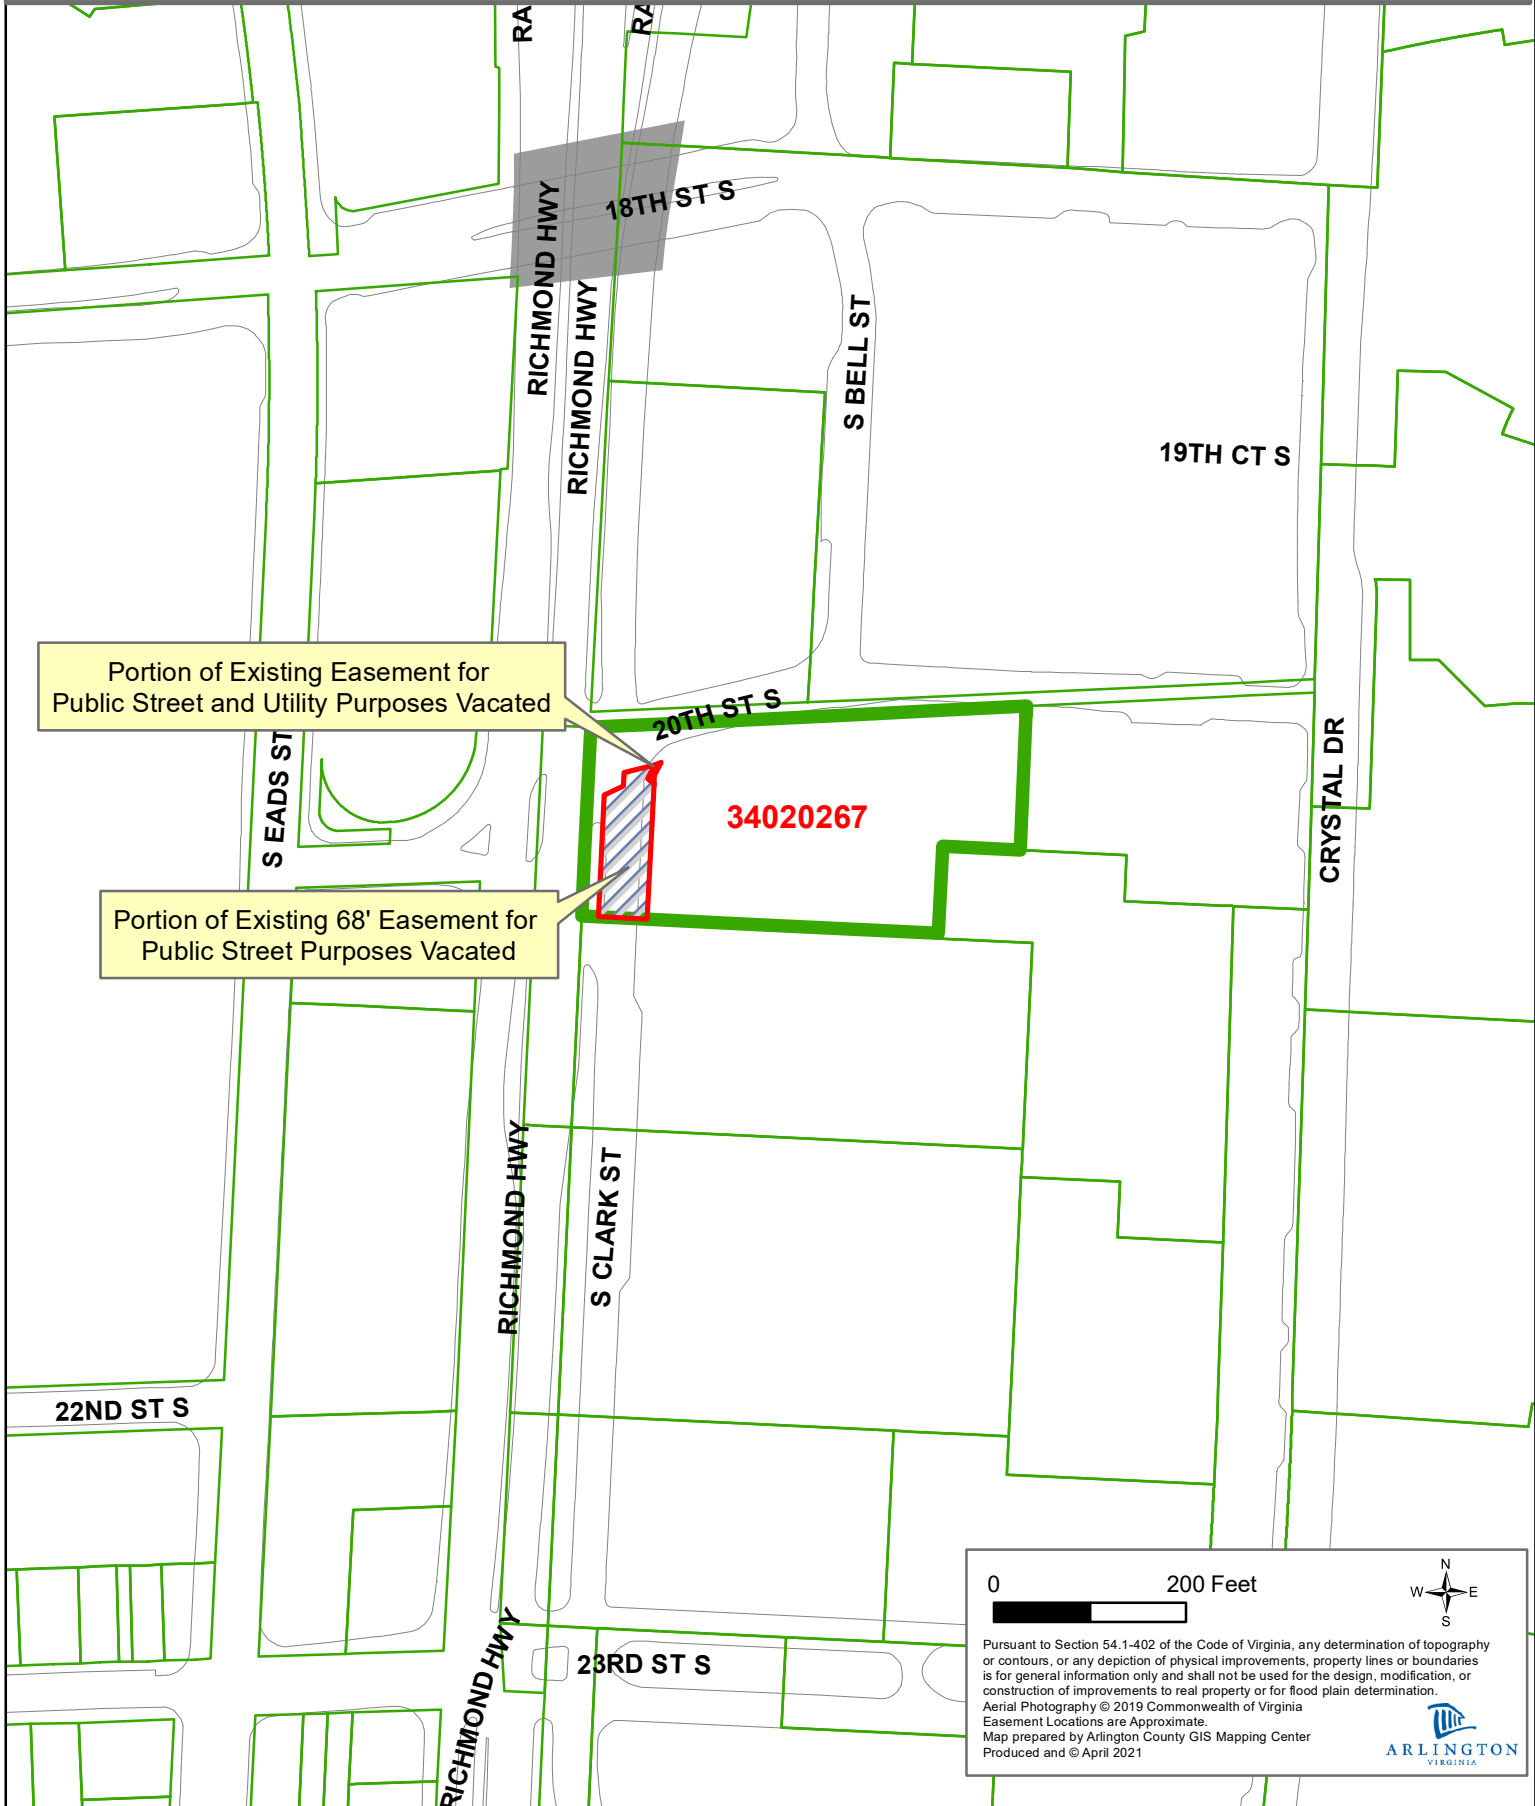 RA
RA
RICHMOND HWY
18TH ST S
RICHMOND HWY
S BELL ST
19TH CT S
Portion of Existing Easement for
Public Street and Utility Purposes Vacated
20TH ST S
S EADS ST
34020267
CRYSTAL DR
Portion of Existing 68' Easement for
Public Street Purposes Vacated
RICHMOND HWY
S CLARK ST
22ND ST S
23RD ST S
RICHMOND HWY
0 200 Feet
N
W E
S
Pursuant to Section 54.1-402 of the Code of Virginia, any determination of topography
or contours, or any depiction of physical improvements, property lines or boundaries
is for general information only and shall not be used for the design, modification, or
construction of improvements to real property or for flood plain determination.
Aerial Photography © 2019 Commonwealth of Virginia
Easement Locations are Approximate.
Map prepared by Arlington County GIS Mapping Center
Produced and © April 2021
ARLINGTON
VIRGINIA